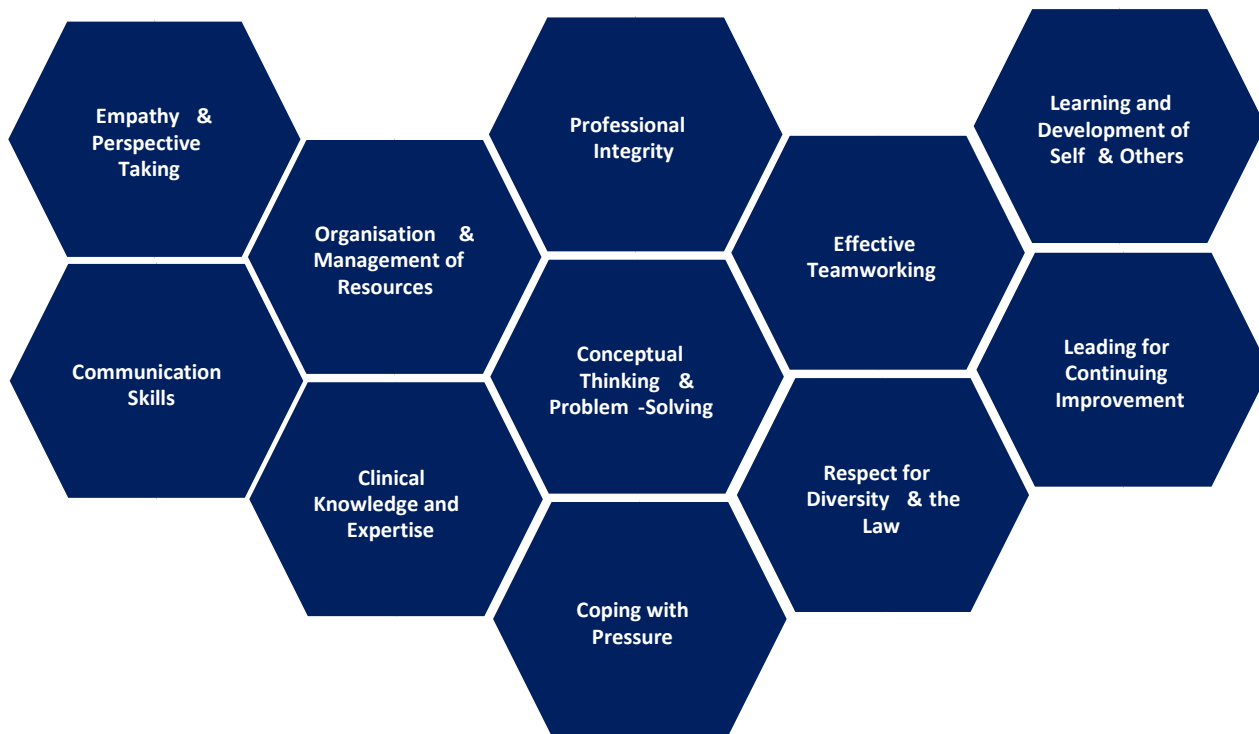 Empathy &
Perspective
Taking
Professional
Integrity
Learning and
Development of
Self & Others
Organisation &
Management of
Resources
Effective
Teamworking
Communication
Skills
Conceptual
Thinking &
Problem -Solving
Leading for
Continuing
Improvement
Clinical
Knowledge and
Expertise
Respect for
Diversity & the
Law
Coping with
Pressure